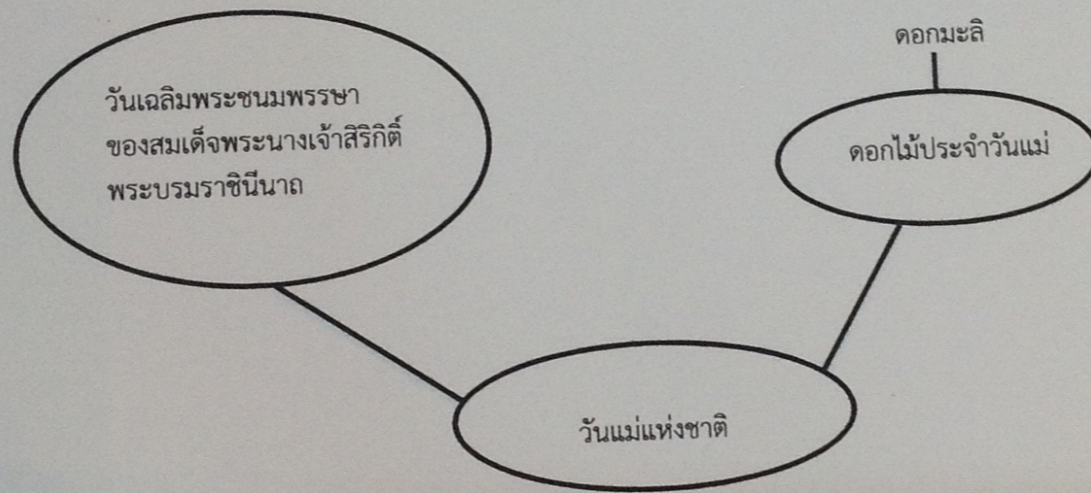 วันเฉลิมพระชนมพรรษา
ของสมเด็จพระนางเจ้าสิริกิติ์
พระบรมราชินีนาถ
ดอกมะลิ
ดอกไม้ประจำวันแม่
วันแม่แห่งชาติ